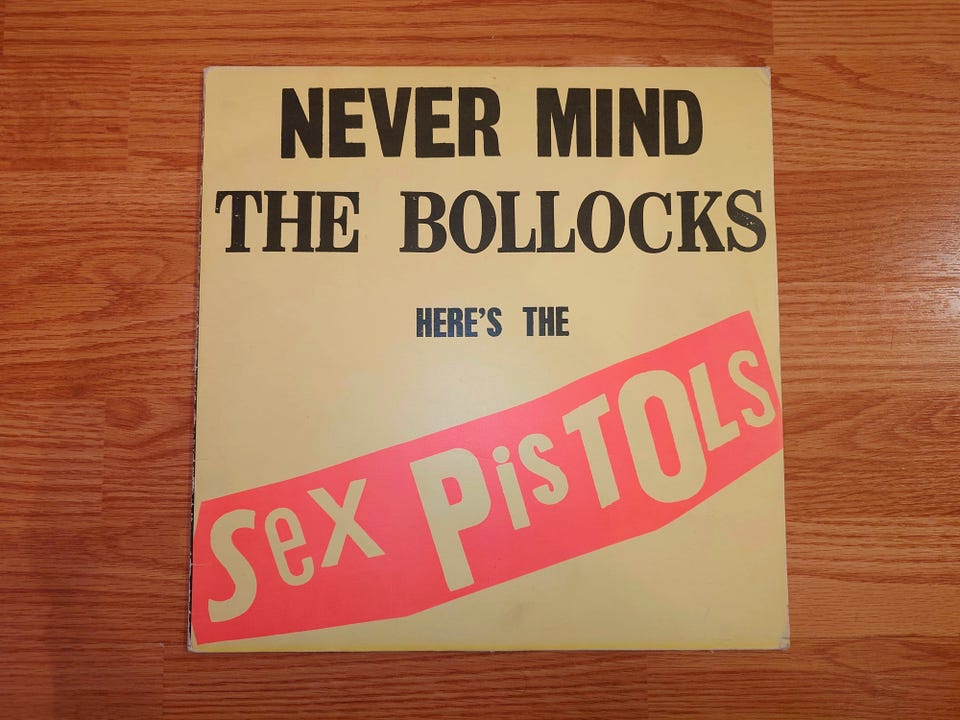 NEVER MIND
THE BOLLOCKS
HERE'S THE
Sex PisTOLs